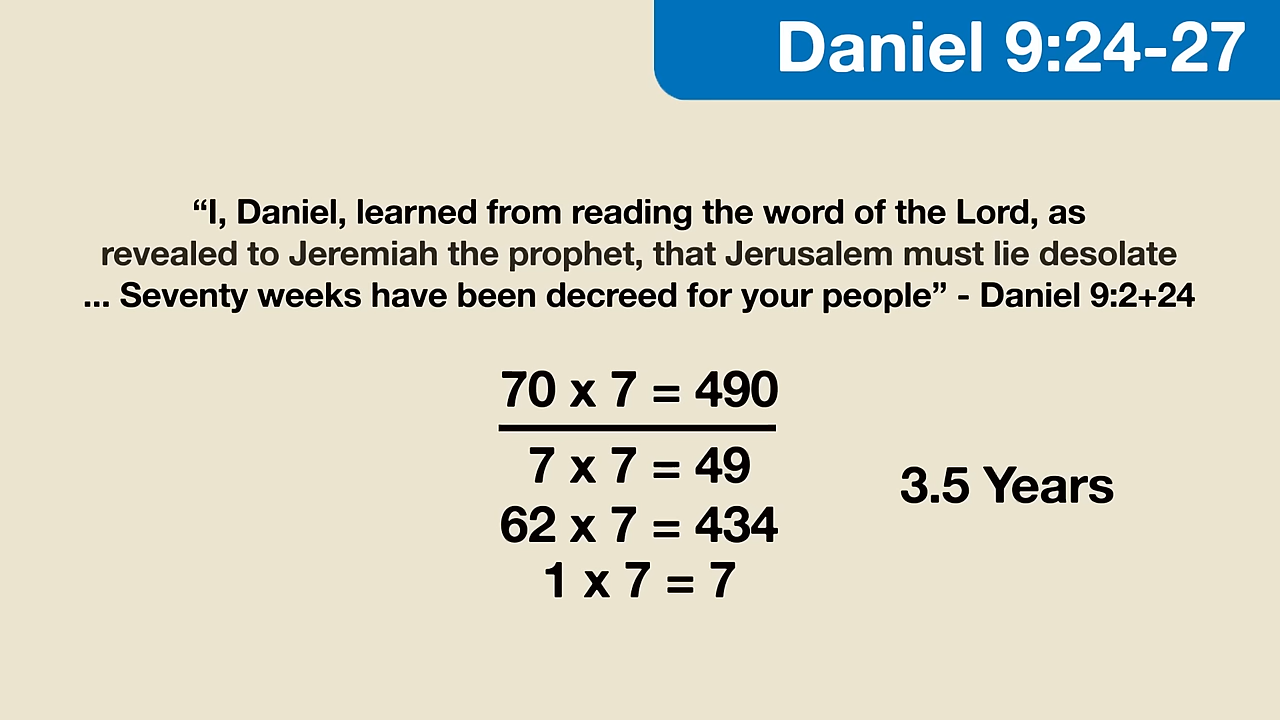 Daniel 9:24-27
“I, Daniel, learned from reading the word of the Lord, as
revealed to Jeremiah the prophet, that Jerusalem must lie desolate
... Seventy weeks have been decreed for your people” - Daniel 9:2+24
70 x 7 = 490
7 x 7 = 49
62 x 7 = 434
1 x 7 = 7
3.5 Years